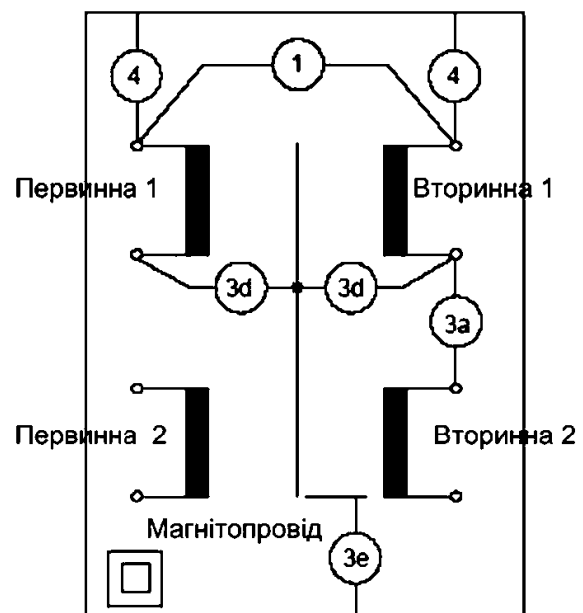 4 1 4
Первинна 1 Вторинна 1
3d 3d
3a
Первинна 2 Вторинна 2
Магнітопровід
3e